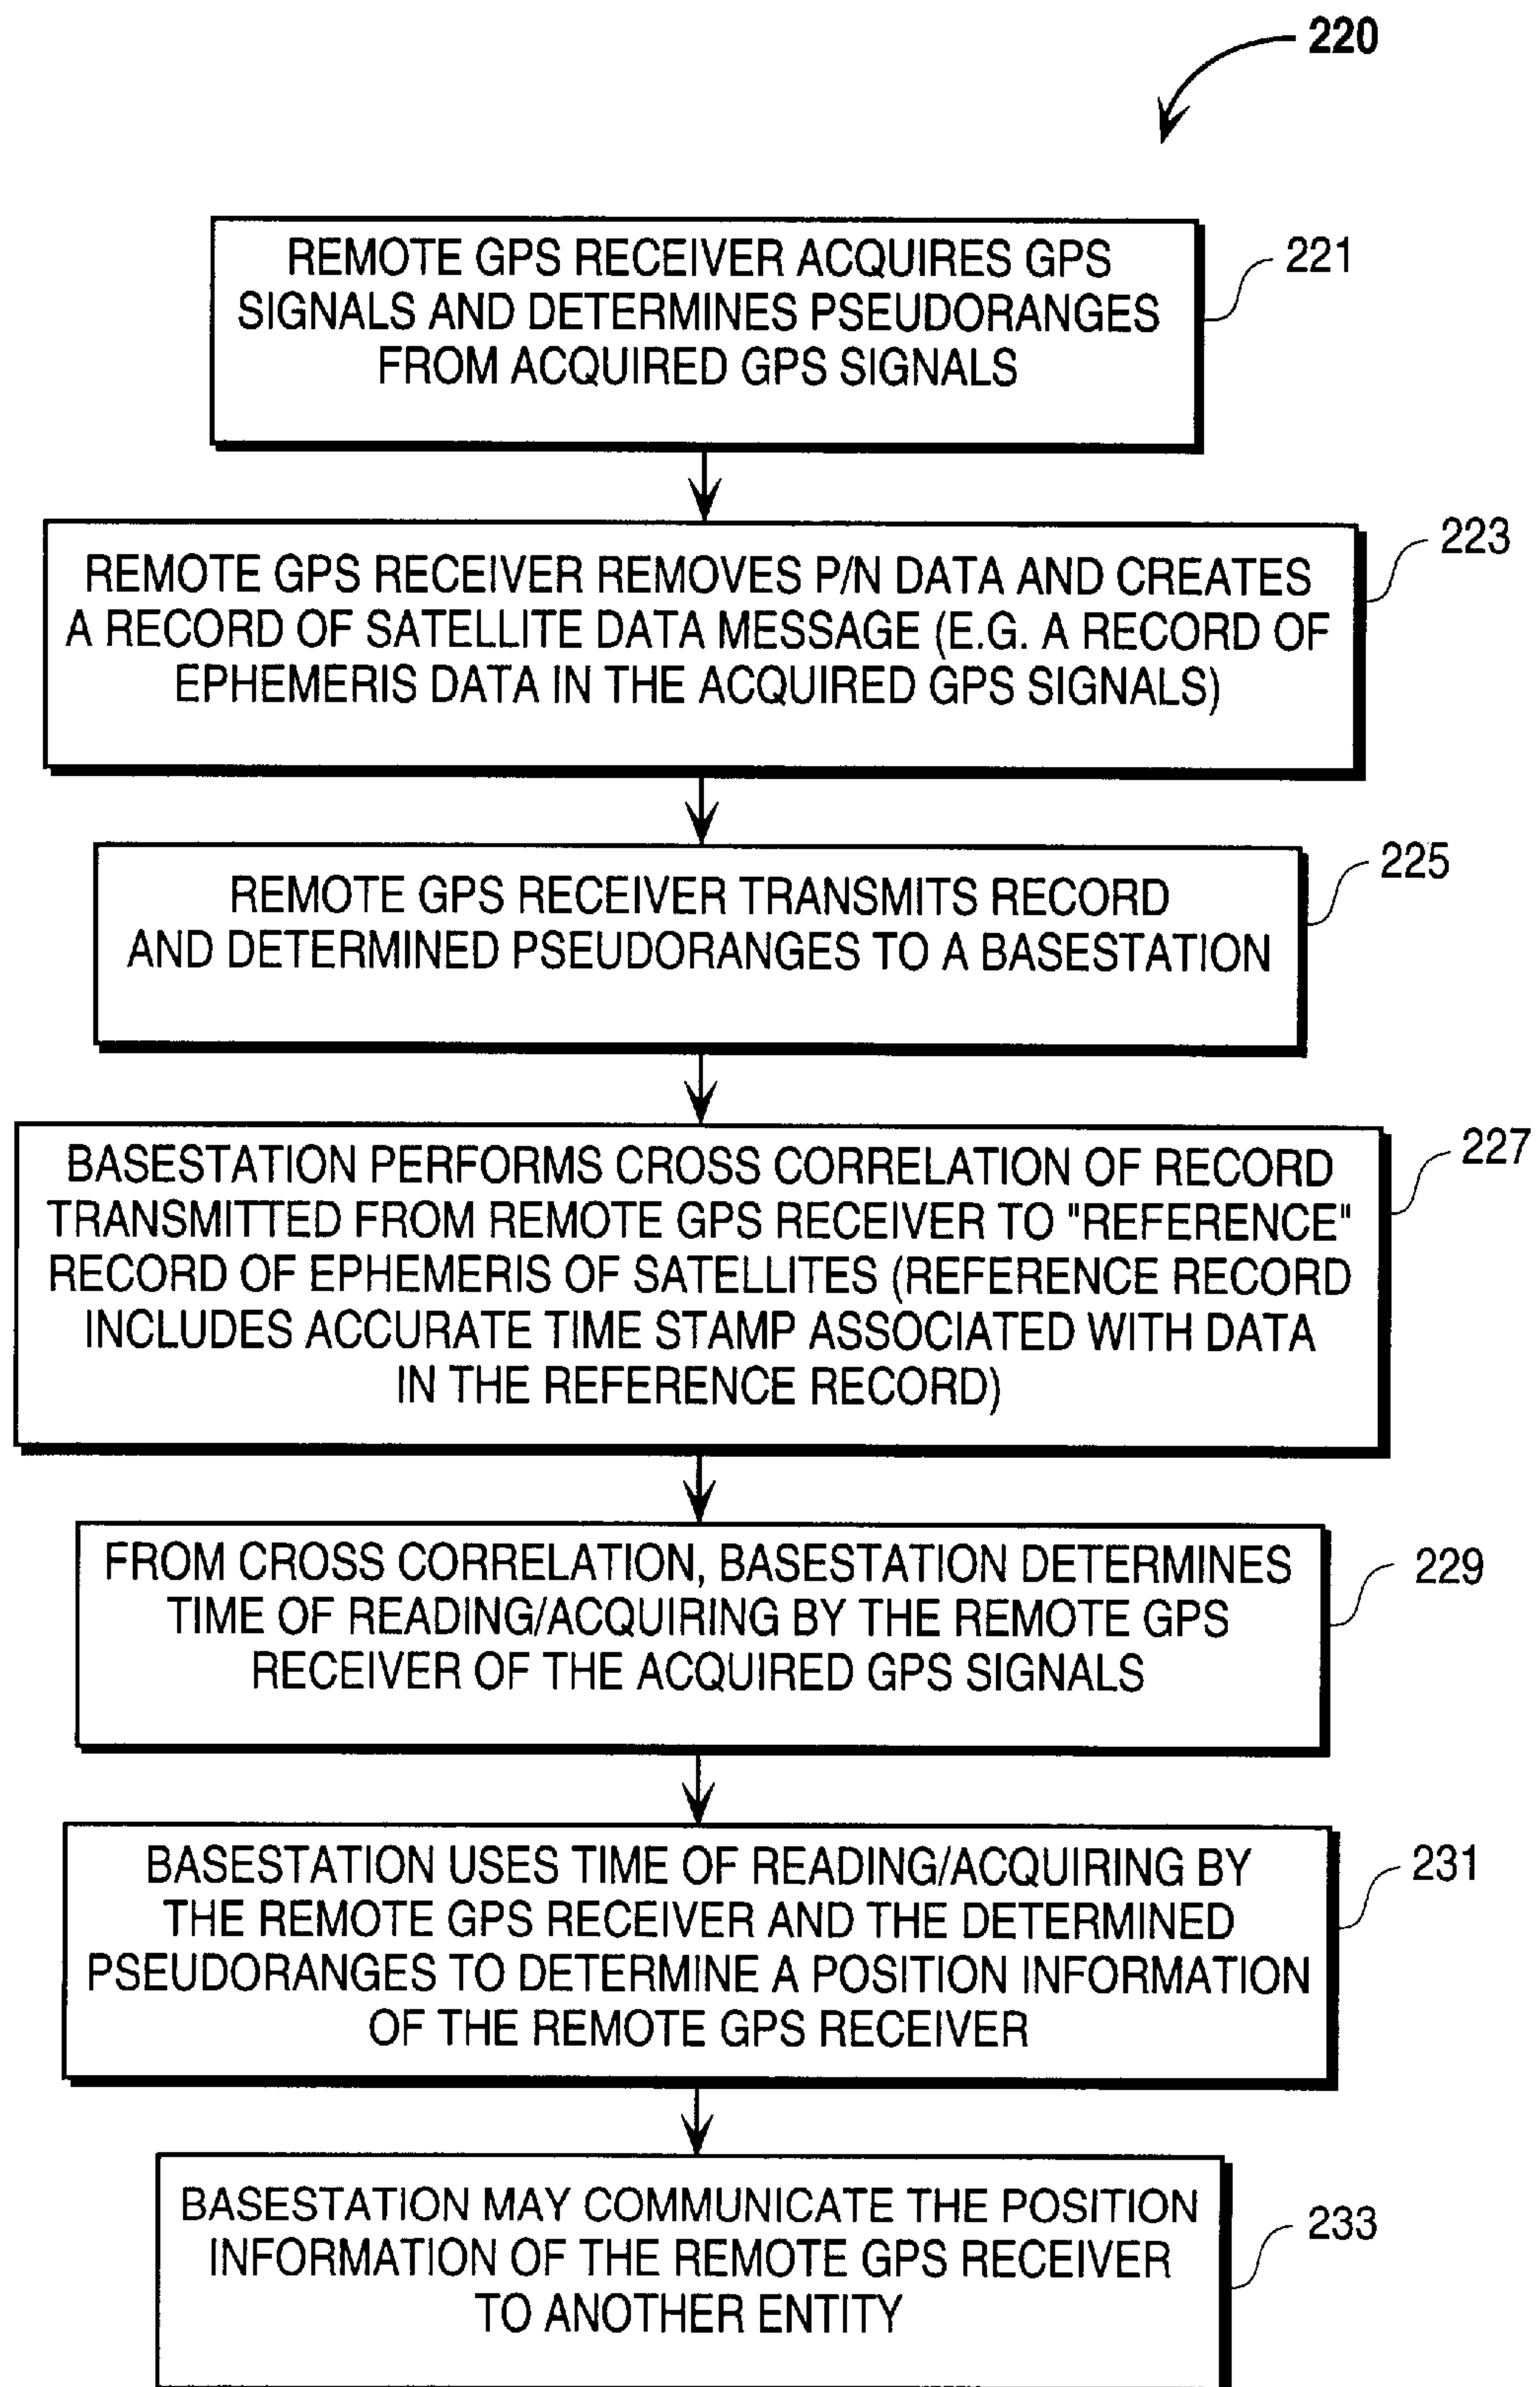 220
REMOTE GPS RECEIVER ACQUIRES GPS
SIGNALS AND DETERMINES PSEUDORANGES
FROM ACQUIRED GPS SIGNALS
221
REMOTE GPS RECEIVER REMOVES P/N DATA AND CREATES
A RECORD OF SATELLITE DATA MESSAGE (E.G. A RECORD OF
EPHEMERIS DATA IN THE ACQUIRED GPS SIGNALS)
223
REMOTE GPS RECEIVER TRANSMITS RECORD
AND DETERMINED PSEUDORANGES TO A BASESTATION
225
BASESTATION PERFORMS CROSS CORRELATION OF RECORD
TRANSMITTED FROM REMOTE GPS RECEIVER TO "REFERENCE"
RECORD OF EPHEMERIS OF SATELLITES (REFERENCE RECORD
INCLUDES ACCURATE TIME STAMP ASSOCIATED WITH DATA
IN THE REFERENCE RECORD)
227
FROM CROSS CORRELATION, BASESTATION DETERMINES
TIME OF READING/ACQUIRING BY THE REMOTE GPS
RECEIVER OF THE ACQUIRED GPS SIGNALS
229
BASESTATION USES TIME OF READING/ACQUIRING BY
THE REMOTE GPS RECEIVER AND THE DETERMINED
PSEUDORANGES TO DETERMINE A POSITION INFORMATION
OF THE REMOTE GPS RECEIVER
231
BASESTATION MAY COMMUNICATE THE POSITION
INFORMATION OF THE REMOTE GPS RECEIVER
TO ANOTHER ENTITY
233